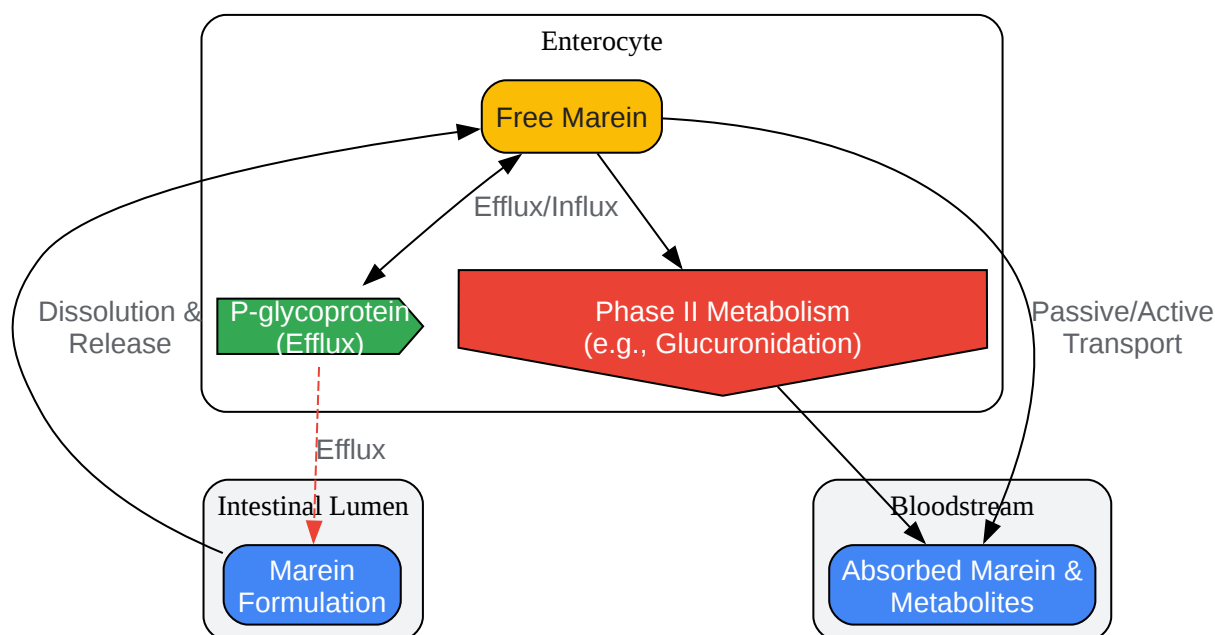 Enterocyte
Free Marein
Efflux/Influx
Dissolution &
Release
P-glycoprotein
(Efflux)
Phase II Metabolism
(e.g., Glucuronidation)
Passive/Active
Transport
Efflux
Intestinal Lumen
Marein
Formulation
Bloodstream
Absorbed Marein &
Metabolites